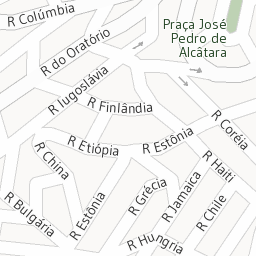 R Colúmbia
Praça José
Pedro de
Alcâtara
R do Oratório
R Iugoslávia
R Finlândia
R Coréia
R Etiópia
R Estônia
R China
R Haiti
R Grécia
R Jamaica
R Chile
R Bulgária
R Estônia
R Hungria